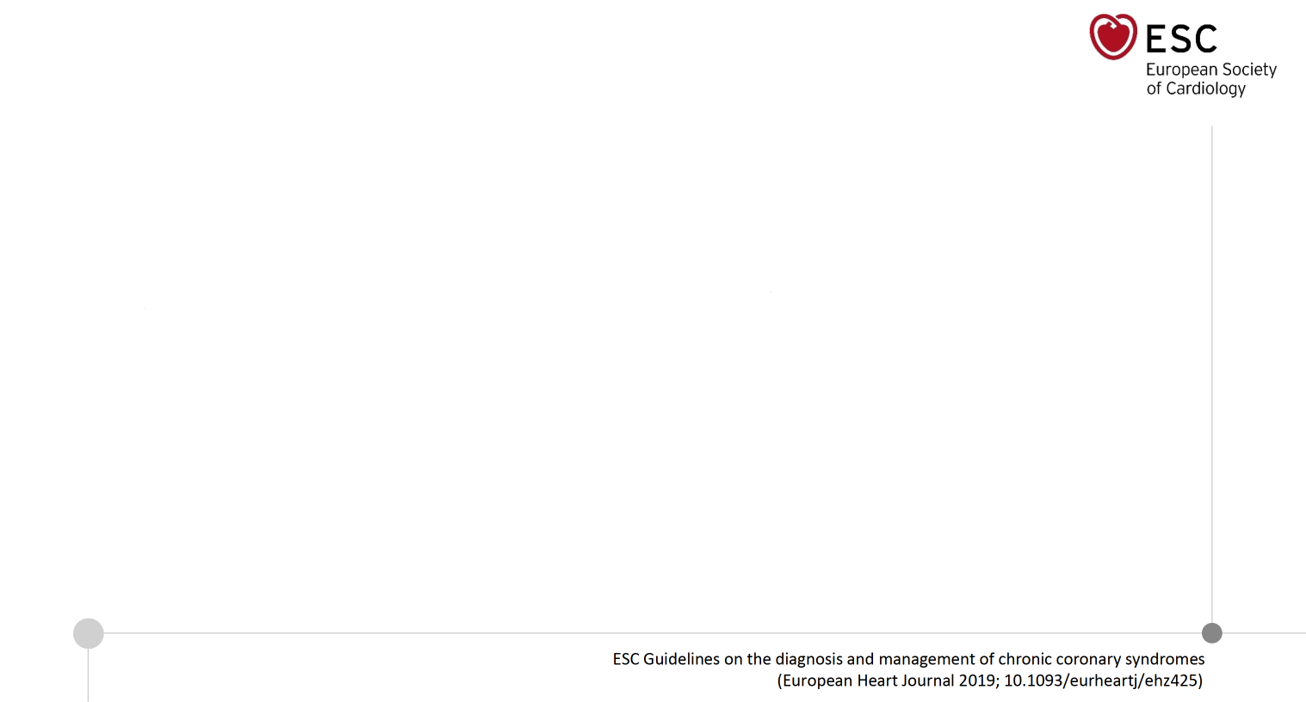 ESC
European Society
of Cardiology
ESC Guidelines on the diagnosis and management of chronic coronary syndromes
(European Heart Journal 2019; 10.1093/eurheartj/ehz425)